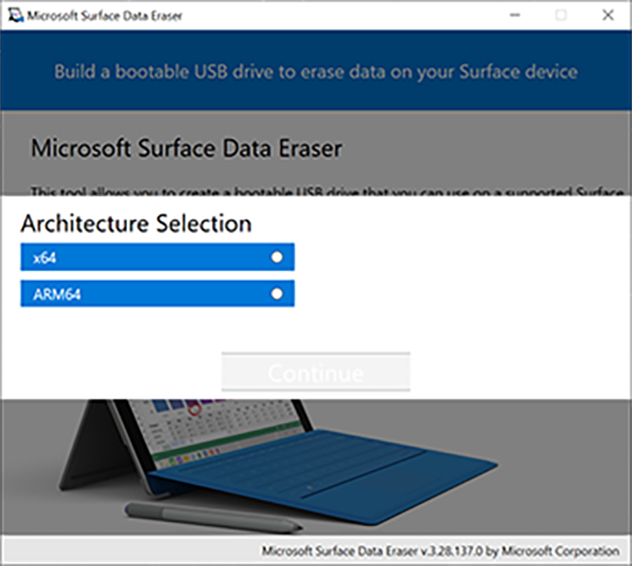 Microsoft Surface Data Eraser
Build a bootable USB drive to erase data on your Surface device
Microsoft Surface Data Eraser
This tool allows you to create a bootable USB drive that you can use on a supported Surface
Architecture Selection
x64
ARM64
Continue
Microsoft Surface Data Eraser v.3.28.137.0 by Microsoft Corporation